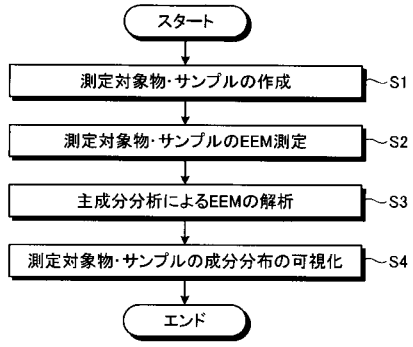 スタート
測定対象物・サンプルの作成 S1
測定対象物・サンプルのEEM測定 S2
主成分分析によるEEMの解析 S3
測定対象物・サンプルの成分分布の可視化 S4
エンド